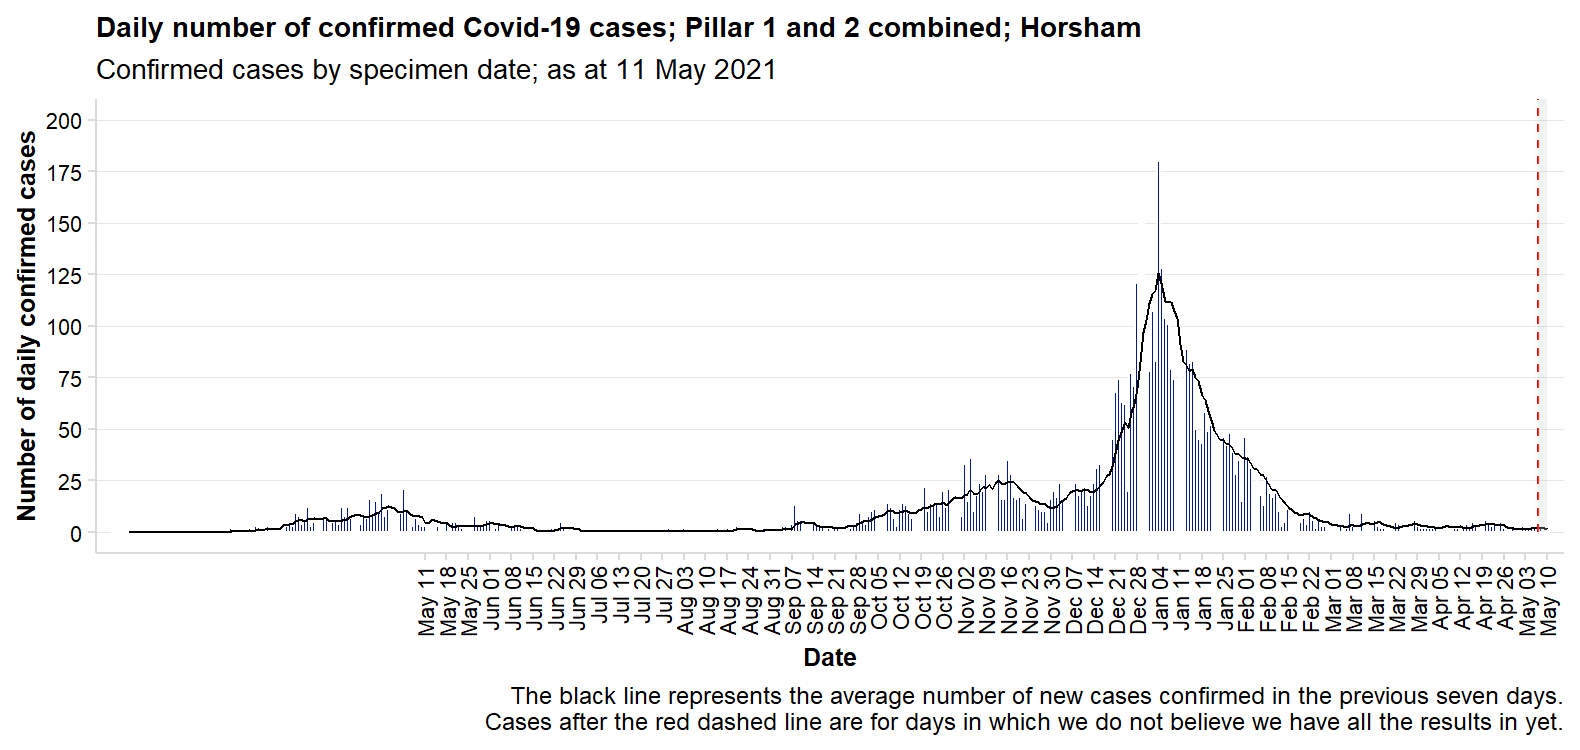 Daily number of confirmed Covid-19 cases; Pillar 1 and 2 combined; Horsham
Confirmed cases by specimen date; as at 11 May 2021
Number of daily confirmed cases
200
175
150
125
100
75
50
25
0
May 11
May 18
May 25
Jun 01
Jun 08
Jun 15
Jun 22
Jun 29
Jul 06
Jul 13
Jul 20
Jul 27
Aug 03
Aug 10
Aug 17
Aug 24
Aug 31
Sep 07
Sep 14
Sep 21
Sep 28
Oct 05
Oct 12
Oct 19
Oct 26
Nov 02
Nov 09
Nov 16
Nov 23
Nov 30
Dec 07
Dec 14
Dec 21
Dec 28
Jan 04
Jan 11
Jan 18
Jan 25
Feb 01
Feb 08
Feb 15
Feb 22
Mar 01
Mar 08
Mar 15
Mar 22
Mar 29
Apr 05
Apr 12
Apr 19
Apr 26
May 03
May 10
Date
The black line represents the average number of new cases confirmed in the previous seven days.
Cases after the red dashed line are for days in which we do not believe we have all the results in yet.